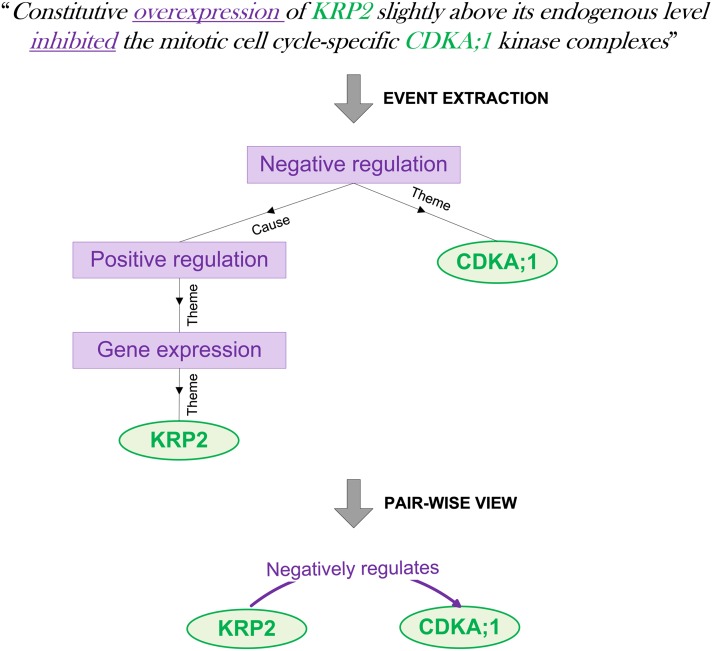 “Constitutive overexpression of KRP2 slightly above its endogenous level
inhibited the mitotic cell cycle-specific CDKA;1 kinase complexes”
EVENT EXTRACTION
Negative regulation
Cause
Theme
Positive regulation
CDKA;1
Theme
Gene expression
Theme
KRP2
PAIR-WISE VIEW
Negatively regulates
KRP2
CDKA;1